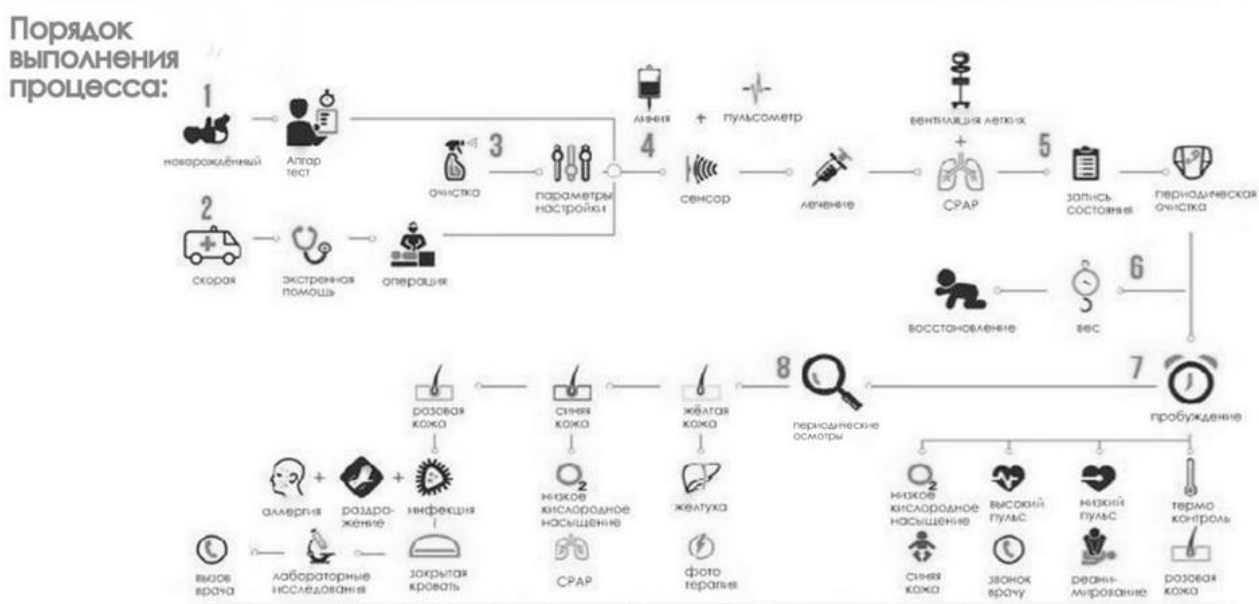 Порядок
выполнения
процесса:
1
новорождённый
Апгар
тест
2
скорая
экстренная
помощь
операция
3
очистка
параметры
настройки
4
линия
+
пульсометр
сенсор
лечение
вентиляция легких
+
CPAP
5
запись
состояния
периодическая
очистка
6
вес
восстановление
7
пробуждение
низкое
кислородное
насыщение
O2
высокий
пульс
низкий
пульс
термо
контроль
синяя
кожа
звонок
врачу
реани-
мирование
розовая
кожа
8
периодические
осмотры
жёлтая
кожа
синяя
кожа
розовая
кожа
желтуха
фото
терапия
O2
низкое
кислородное
насыщение
CPAP
аллергия
+
раздра-
жение
+
инфекция
закрытая
кровать
лабораторные
исследования
вызов
врача